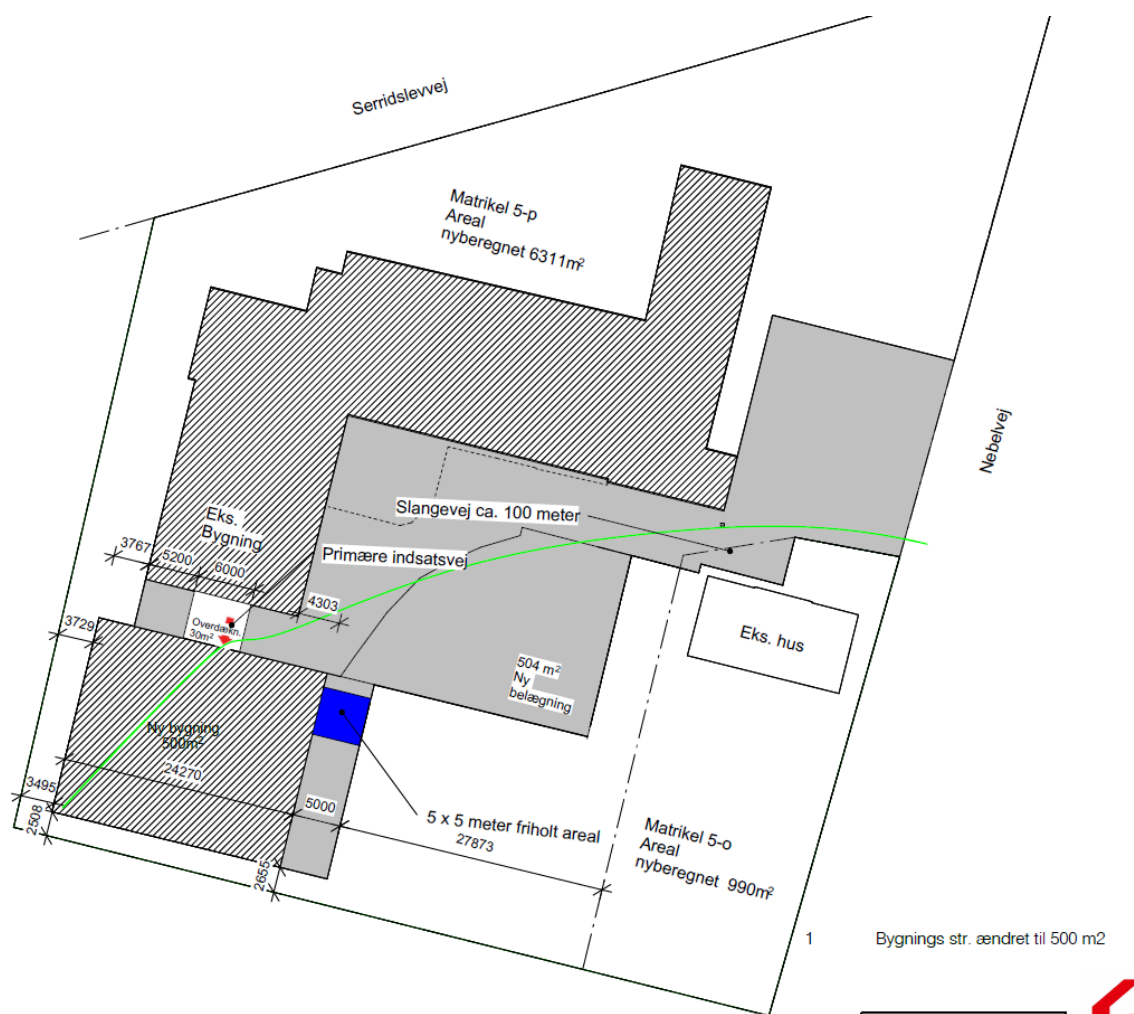 Serridslevvej
Matrikel 5-p
Areal
nyberegnet 6311m²
Nebelvej
Slangevej ca. 100 meter
Eks.
Bygning
Primære indsatsvej
3767
5200
6000
4303
3729
Overdækn.
30m²
Eks. hus
504 m²
Ny
belægning
Ny bygning
500m²
24270
3495
2508
5000
5 x 5 meter friholt areal
27873
2655
Matrikel 5-o
Areal
nyberegnet 990m²
1 Bygnings str. ændret til 500 m2